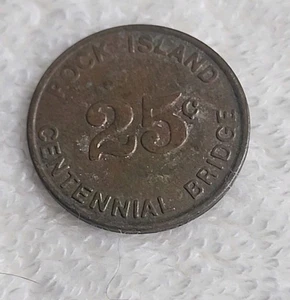 ROCK ISLAND
25¢
CENTENNIAL BRIDGE